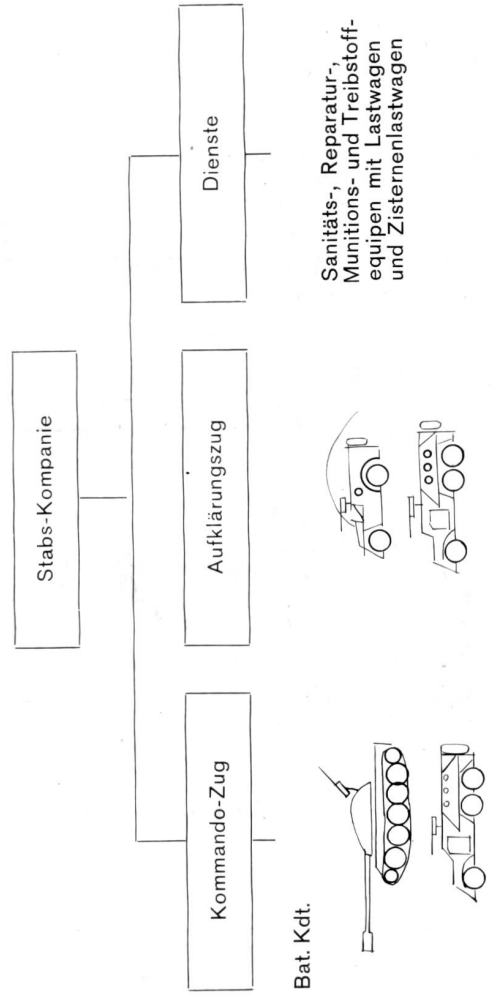 Stabs-Kompanie
Kommando-Zug
Aufklärungszug
Dienste
Bat. Kdt.
Sanitäts-, Reparatur-,
Munitions- und Treibstoff-
equipen mit Lastwagen
und Zisternenlastwagen